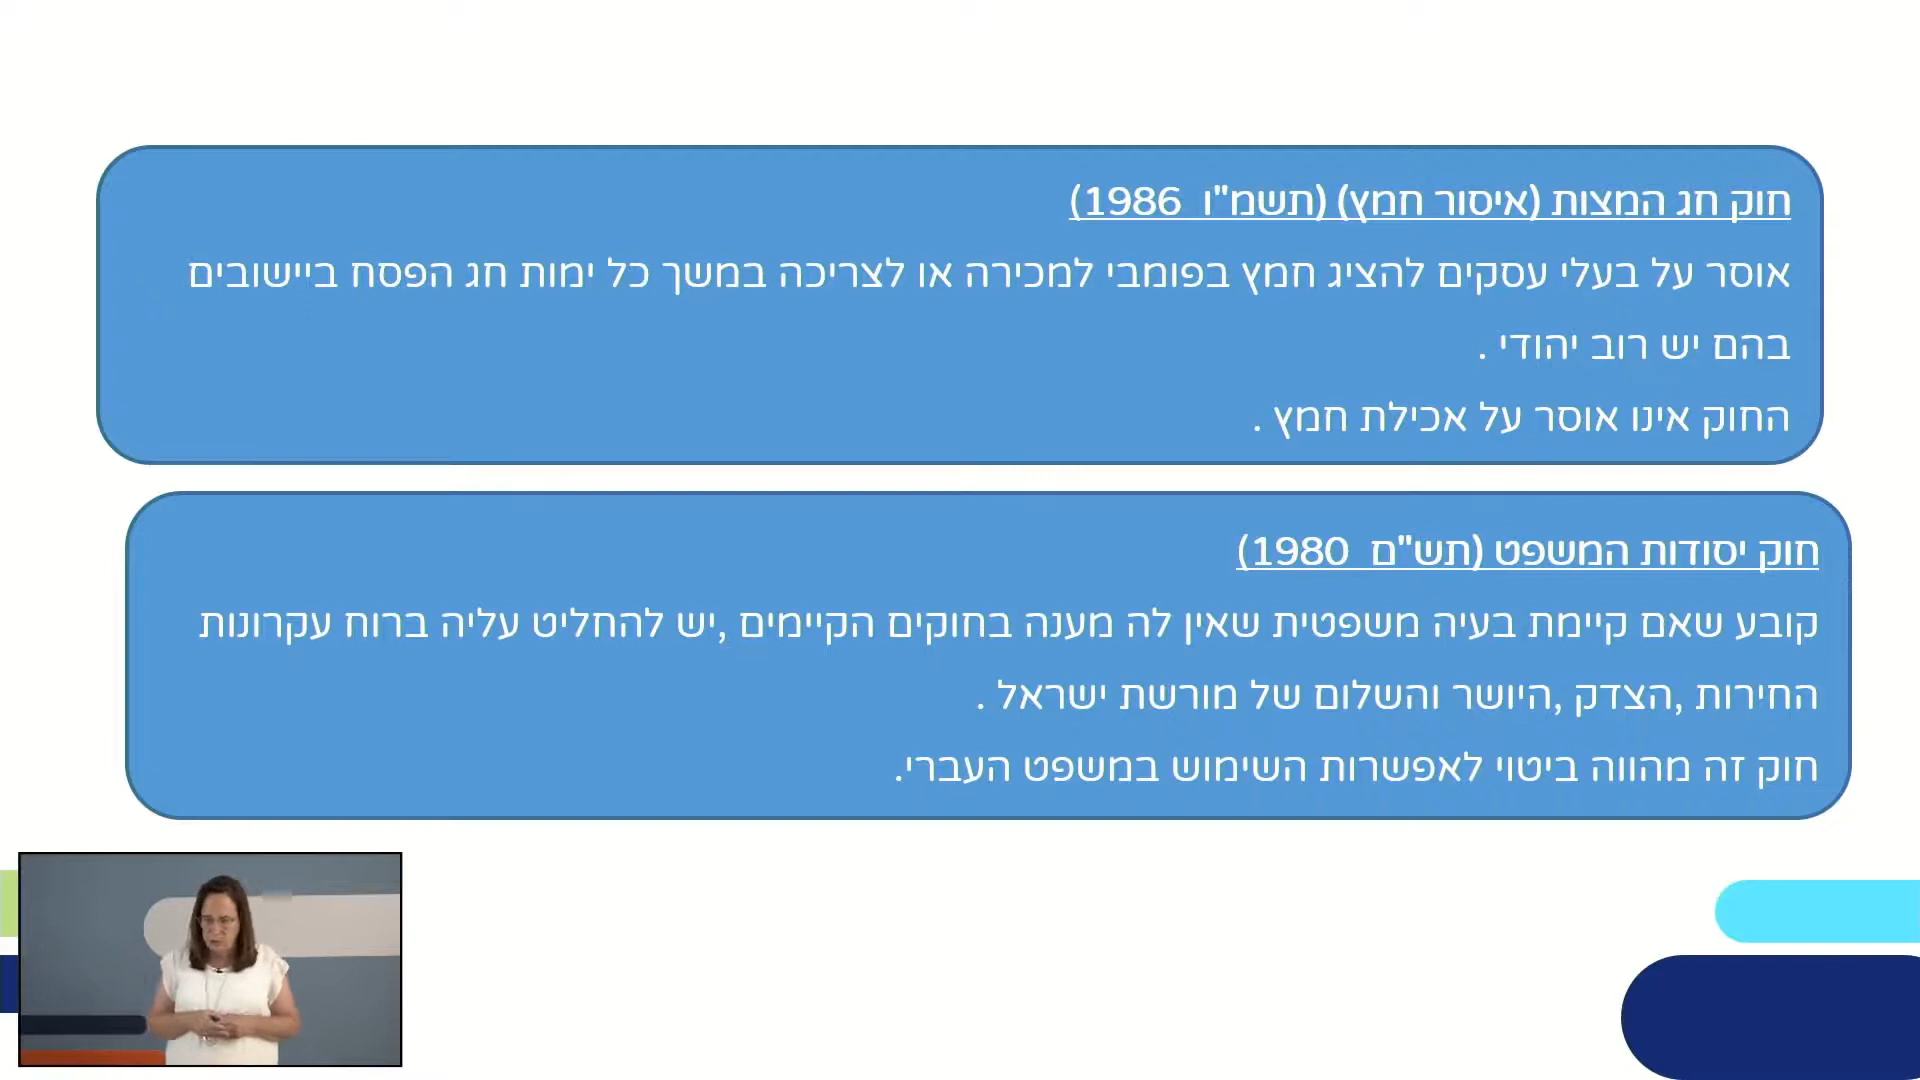 חוק חג המצות (איסור חמץ) (תשמ"ו 1986)
אוסר על בעלי עסקים להציג חמץ בפומבי למכירה או לצריכה במשך כל ימות חג הפסח ביישובים
בהם יש רוב יהודי .
החוק אינו אוסר על אכילת חמץ .
חוק יסודות המשפט (תש"ם 1980)
קובע שאם קיימת בעיה משפטית שאין לה מענה בחוקים הקיימים ,יש להחליט עליה ברוח עקרונות
החירות ,הצדק ,היושר והשלום של מורשת ישראל .
חוק זה מהווה ביטוי לאפשרות השימוש במשפט העברי.